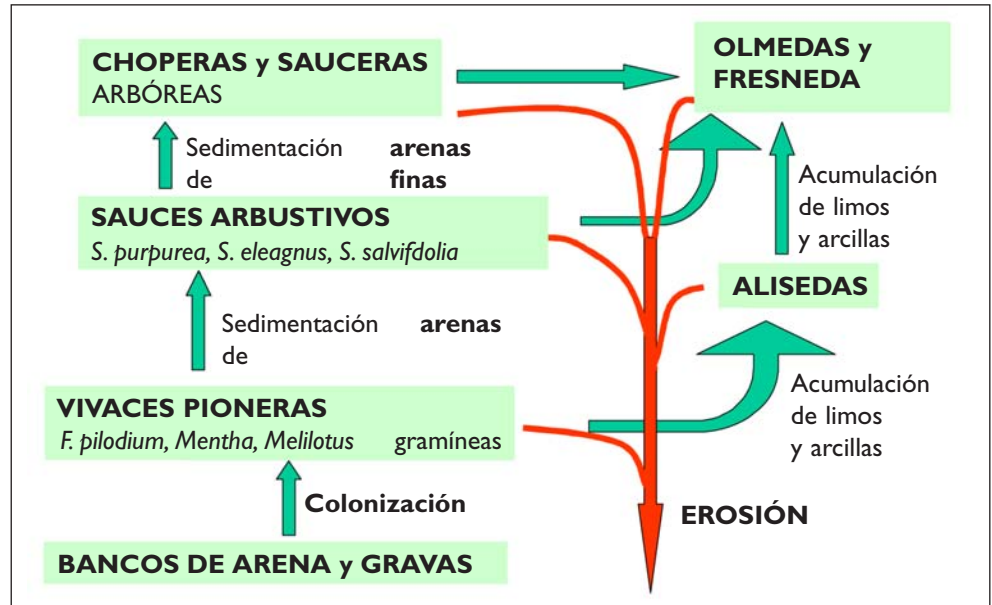 CHOPERAS y SAUCERAS
ARBÓREAS
OLMEDAS y
FRESNEDA
Sedimentación arenas
de finas
Acumulación
de limos
y arcillas
SAUCES ARBUSTIVOS
S. purpurea, S. eleagnus, S. salvifdolia
ALISEDAS
Sedimentación arenas
de
Acumulación
de limos
y arcillas
VIVACES PIONERAS
F. pilodium, Mentha, Melilotus gramíneas
Colonización
EROSIÓN
BANCOS DE ARENA y GRAVAS